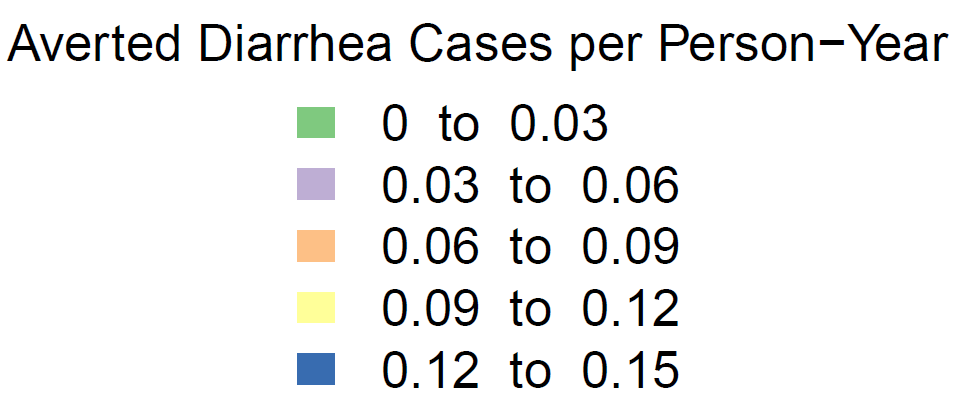 Averted Diarrhea Cases per Person−Year
0 to 0.03
0.03 to 0.06
0.06 to 0.09
0.09 to 0.12
0.12 to 0.15